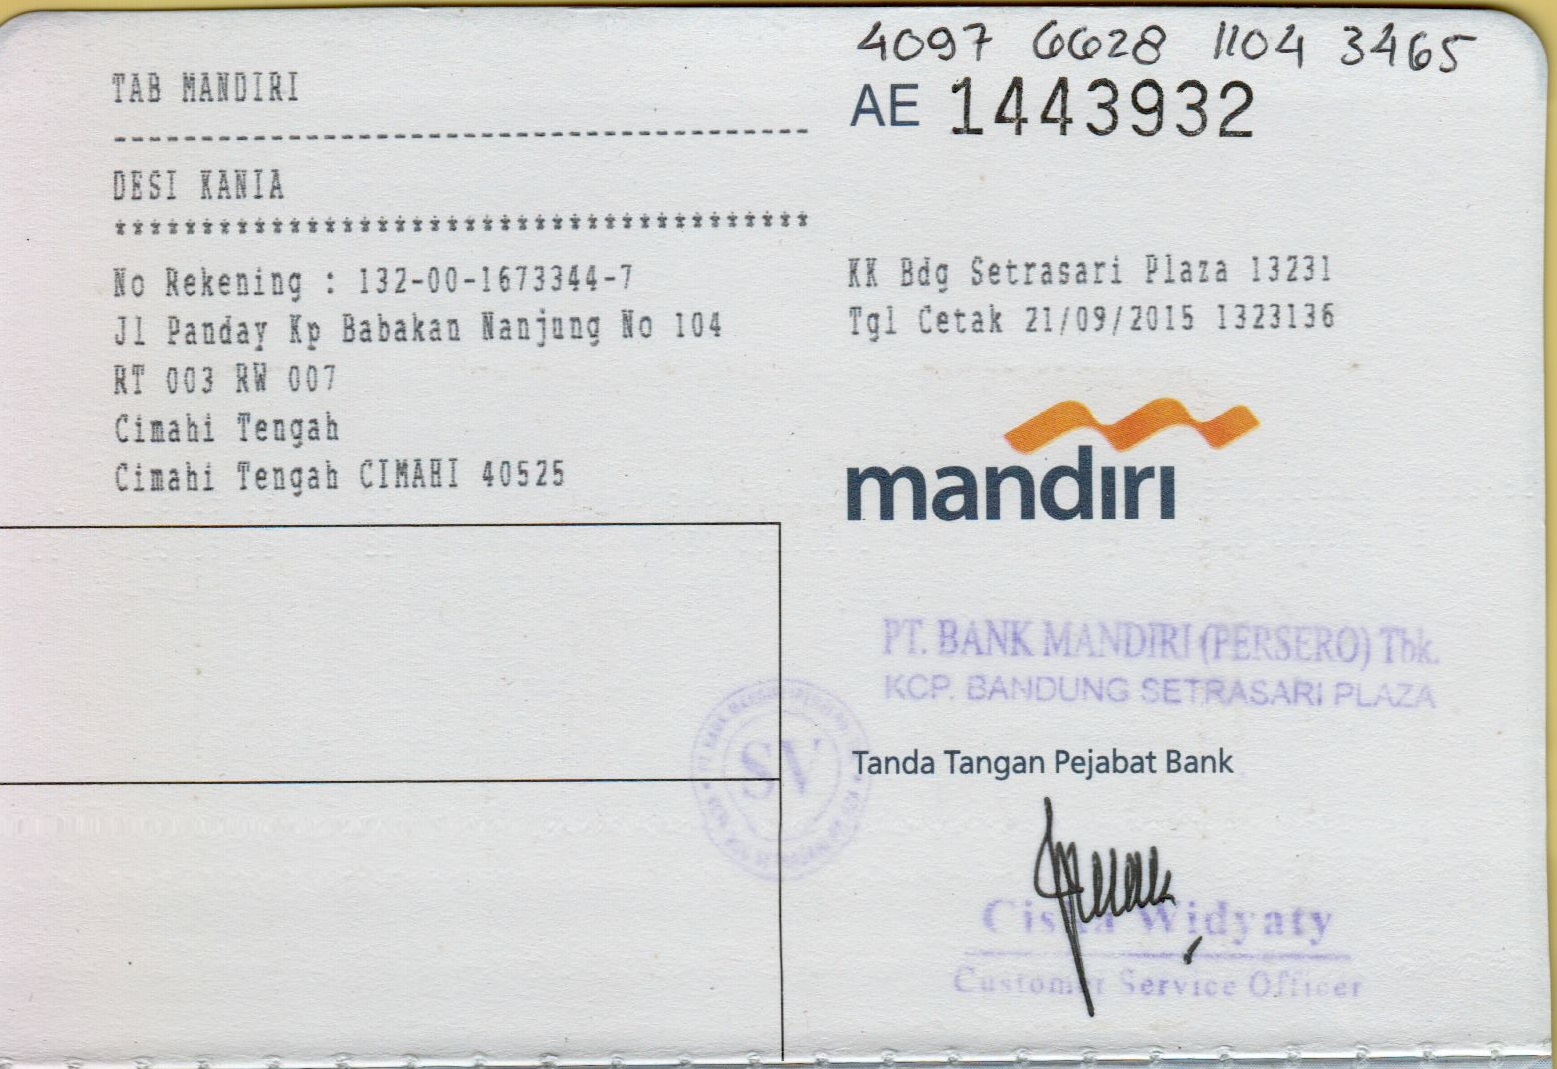 4097 6628 1104 3465
TAB MANDIRI
AE 1443932
----------------------------------------
DESI KANIA
****************************************
No Rekening : 132-00-1673344-7
Jl Panday Kp Babakan Nanjung No 104
RT 003 RW 007
Cimahi Tengah
Cimahi Tengah CIMAHI 40525
KK Bdg Setrasari Plaza 13231
Tgl Cetak 21/09/2015 1323136
mandiri
PT. BANK MANDIRI (PERSERO) Tbk.
KCP. BANDUNG SETRASARI PLAZA
SV
Tanda Tangan Pejabat Bank
Widyaty
Customer Service Officer